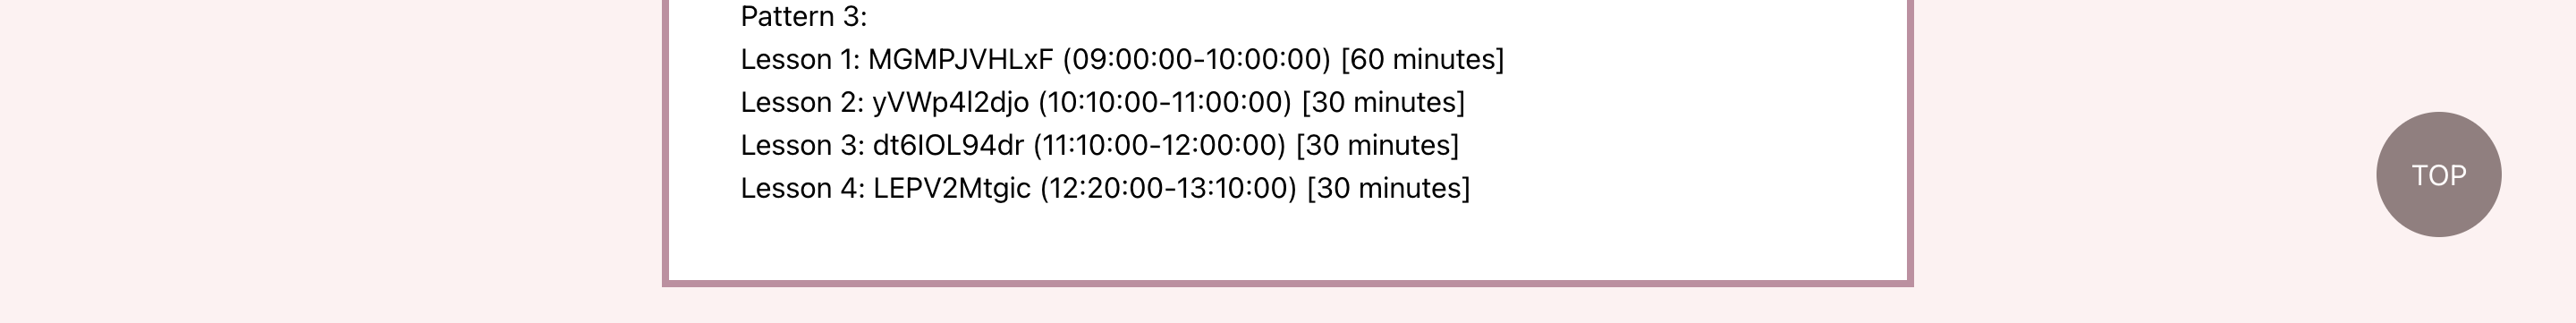 Pattern 3:
Lesson 1: MGMPJVHLxF (09:00:00-10:00:00) [60 minutes]
Lesson 2: yVWp4l2djo (10:10:00-11:00:00) [30 minutes]
Lesson 3: dt6lOL94dr (11:10:00-12:00:00) [30 minutes]
Lesson 4: LEPV2Mtgic (12:20:00-13:10:00) [30 minutes]
TOP